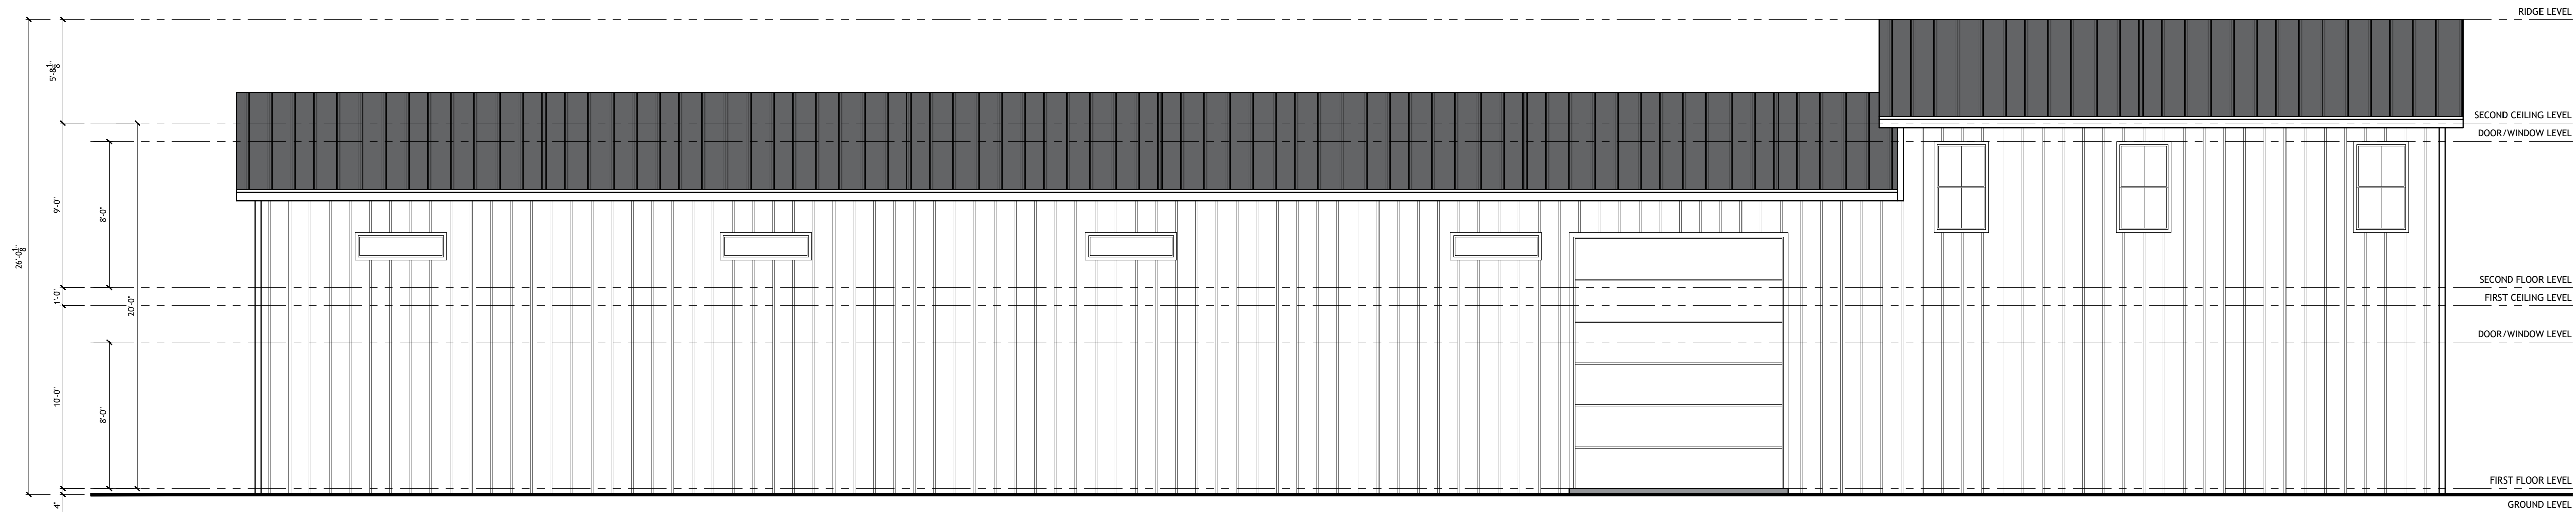 RIDGE LEVEL
5'-8 1/8"
SECOND CEILING LEVEL
DOOR/WINDOW LEVEL
9'-0"
8'-0"
26'-0 1/8"
SECOND FLOOR LEVEL
1'-0"
FIRST CEILING LEVEL
20'-0"
DOOR/WINDOW LEVEL
10'-0"
8'-0"
FIRST FLOOR LEVEL
4"
GROUND LEVEL